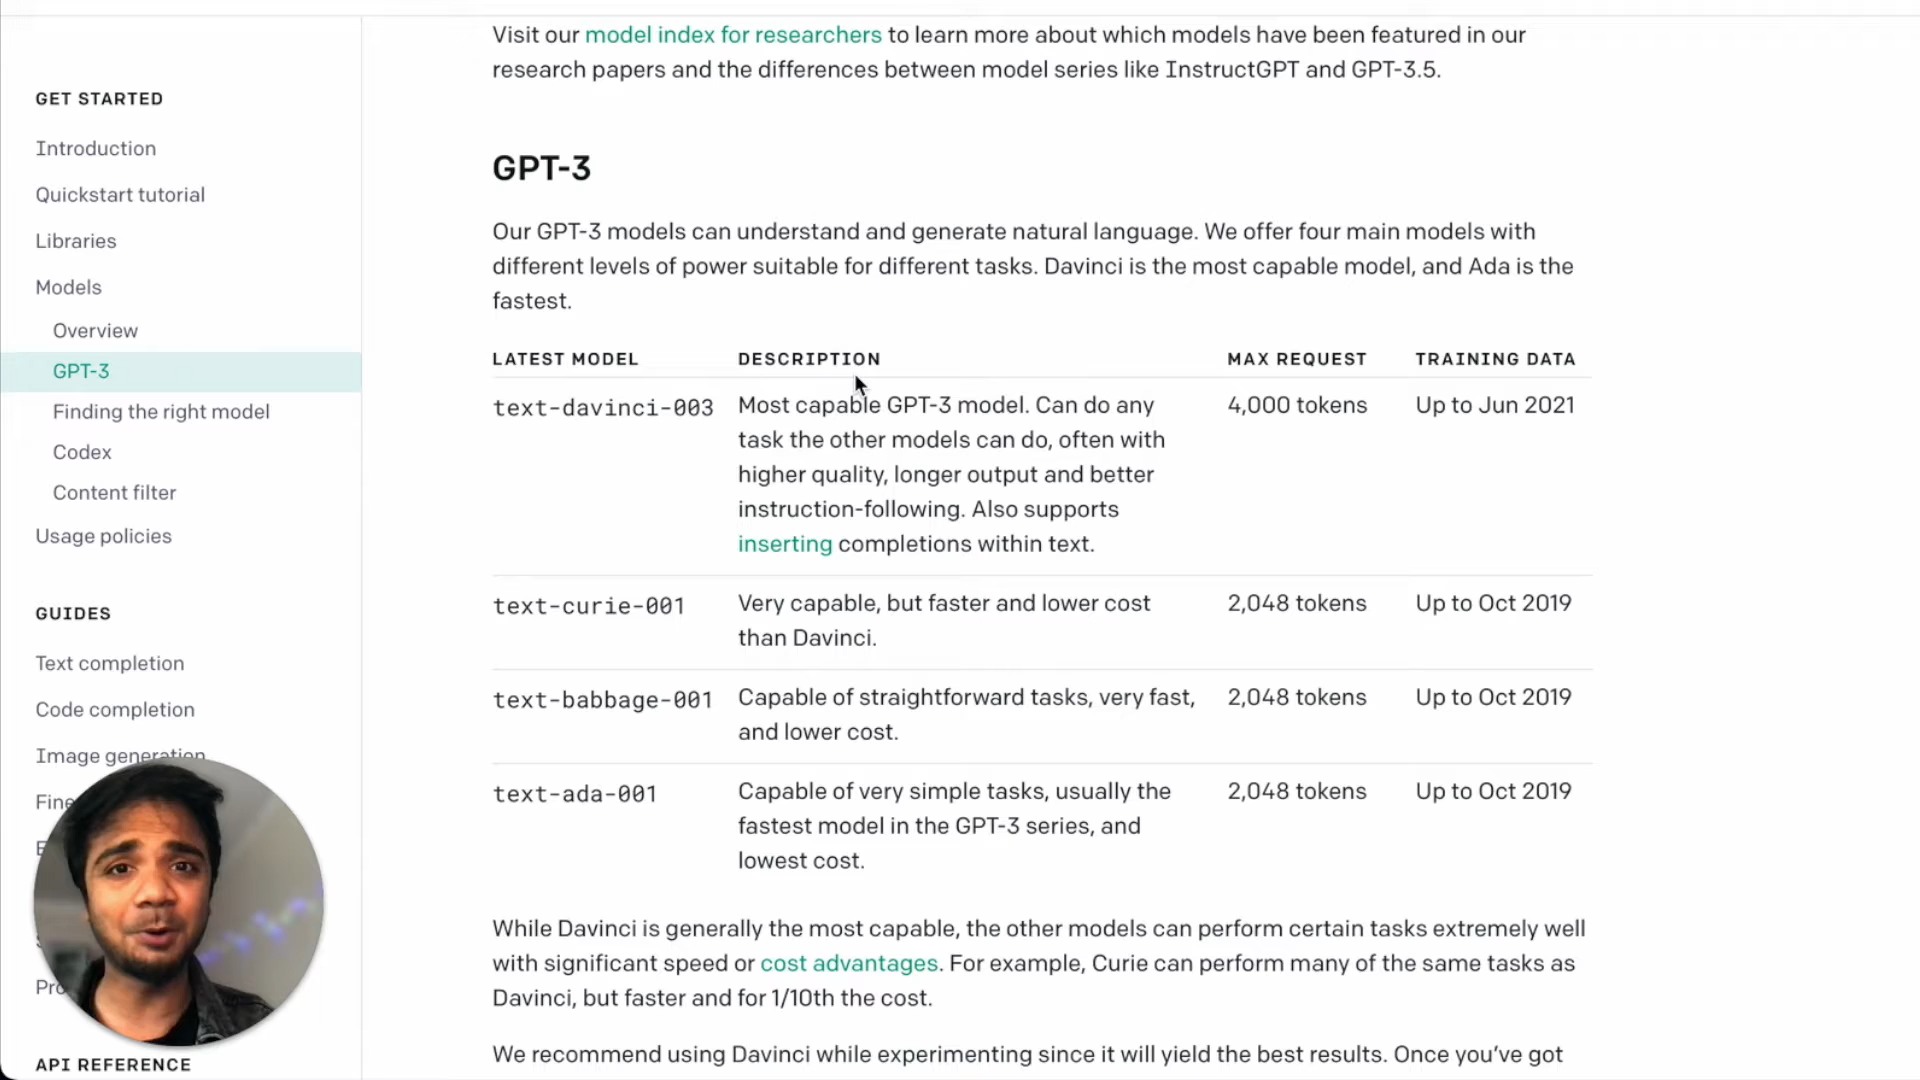 Visit our model index for researchers to learn more about which models have been featured in our
research papers and the differences between model series like InstructGPT and GPT-3.5.
GET STARTED
Introduction
Quickstart tutorial
Libraries
Models
Overview
GPT-3
Finding the right model
Codex
Content filter
Usage policies
GUIDES
Text completion
Code completion
Image generation
API REFERENCE
GPT-3
Our GPT-3 models can understand and generate natural language. We offer four main models with
different levels of power suitable for different tasks. Davinci is the most capable model, and Ada is the
fastest.
LATEST MODEL DESCRIPTION MAX REQUEST TRAINING DATA
text-davinci-003 Most capable GPT-3 model. Can do any 4,000 tokens Up to Jun 2021
task the other models can do, often with
higher quality, longer output and better
instruction-following. Also supports
inserting completions within text.
text-curie-001 Very capable, but faster and lower cost 2,048 tokens Up to Oct 2019
than Davinci.
text-babbage-001 Capable of straightforward tasks, very fast, 2,048 tokens Up to Oct 2019
and lower cost.
text-ada-001 Capable of very simple tasks, usually the 2,048 tokens Up to Oct 2019
fastest model in the GPT-3 series, and
lowest cost.
While Davinci is generally the most capable, the other models can perform certain tasks extremely well
with significant speed or cost advantages. For example, Curie can perform many of the same tasks as
Davinci, but faster and for 1/10th the cost.
We recommend using Davinci while experimenting since it will yield the best results. Once you've got